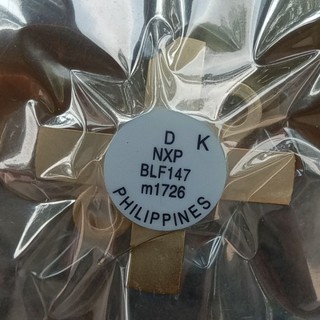 D K
NXP
BLF147
m1726
PHILIPPINES